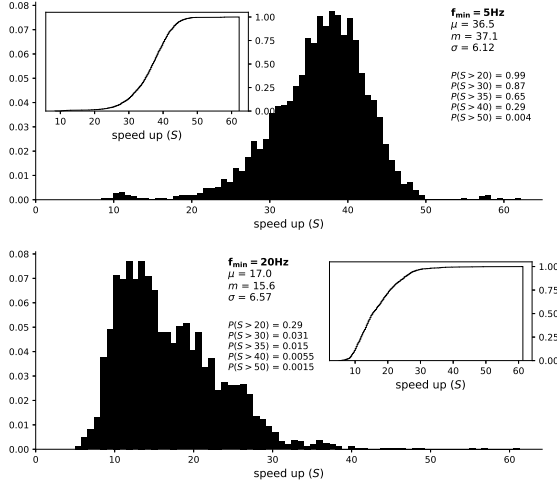 0.08
0.07
0.06
0.05
0.04
0.03
0.02
0.01
0.00
0 10 20 30 40 50 60
speed up (S)
1.00
0.75
0.50
0.25
0.00
10 20 30 40 50 60
speed up (S)
f_min = 5Hz
μ = 36.5
m = 37.1
σ = 6.12
P(S > 20) = 0.99
P(S > 30) = 0.87
P(S > 35) = 0.65
P(S > 40) = 0.29
P(S > 50) = 0.004
0.08
0.07
0.06
0.05
0.04
0.03
0.02
0.01
0.00
0 10 20 30 40 50 60
speed up (S)
f_min = 20Hz
μ = 17.0
m = 15.6
σ = 6.57
P(S > 20) = 0.29
P(S > 30) = 0.031
P(S > 35) = 0.015
P(S > 40) = 0.0055
P(S > 50) = 0.0015
1.00
0.75
0.50
0.25
0.00
10 20 30 40 50 60
speed up (S)